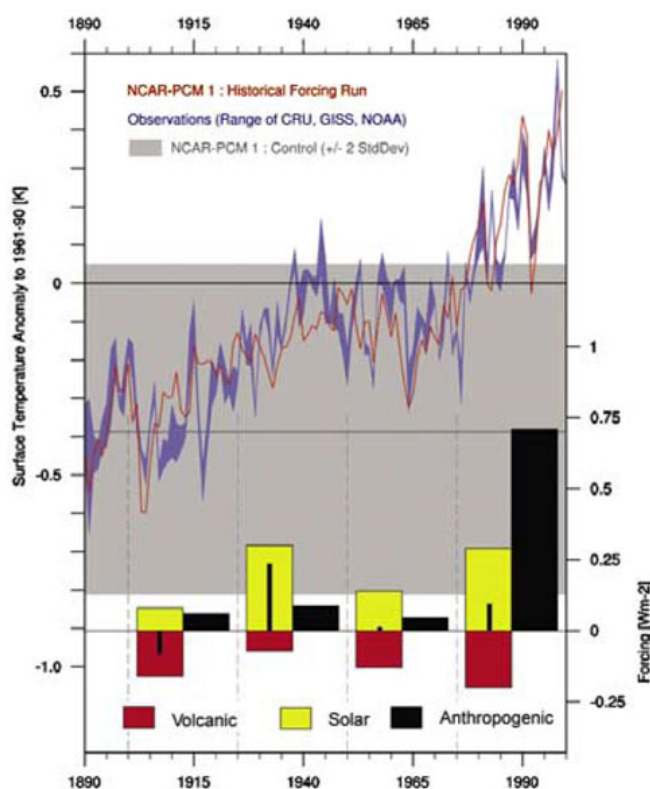 1890 1915 1940 1965 1990
NCAR-PCM 1 : Historical Forcing Run
Observations (Range of CRU, GISS, NOAA)
NCAR-PCM 1 : Control (+/- 2 StdDev)
Surface Temperature Anomaly to 1961-90 [K]
0.5
0
-0.5
-1.0
1
0.75
0.5
0.25
0
-0.25
Forcing [Wm-2]
Volcanic Solar Anthropogenic
1890 1915 1940 1965 1990